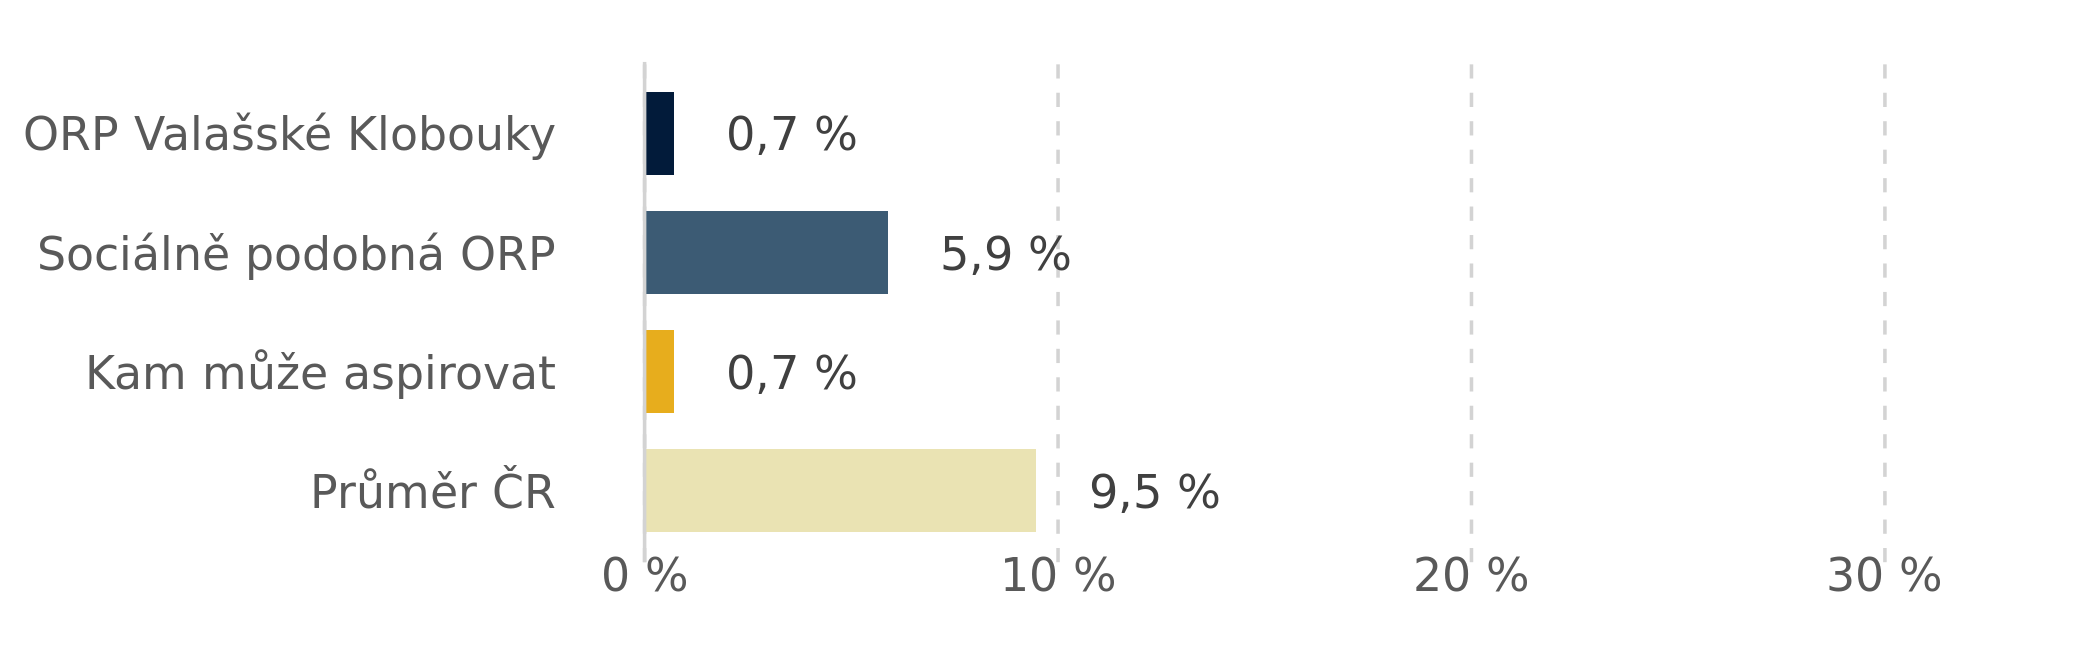 ORP Valašské Klobouky 0,7 %
Sociálně podobná ORP 5,9 %
Kam může aspirovat 0,7 %
Průměr ČR 9,5 %
0 % 10 % 20 % 30 %